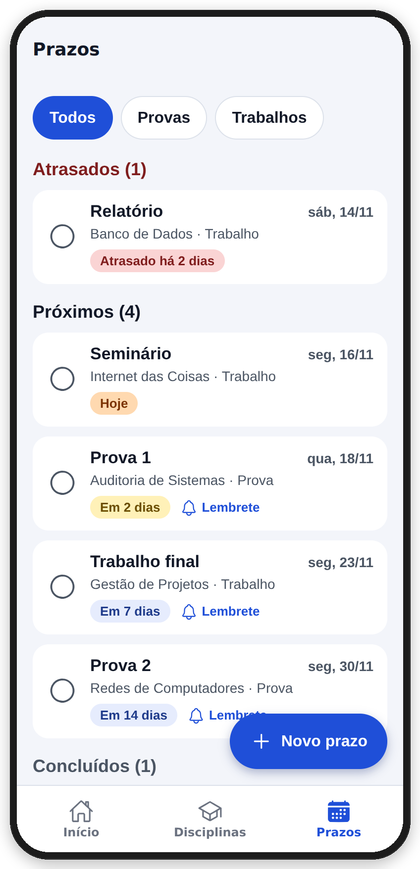 Prazos
Todos Provas Trabalhos
Atrasados (1)
Relatório sáb, 14/11
Banco de Dados · Trabalho
Atrasado há 2 dias
Próximos (4)
Seminário seg, 16/11
Internet das Coisas · Trabalho
Hoje
Prova 1 qua, 18/11
Auditoria de Sistemas · Prova
Em 2 dias Lembrete
Trabalho final seg, 23/11
Gestão de Projetos · Trabalho
Em 7 dias Lembrete
Prova 2 seg, 30/11
Redes de Computadores · Prova
Em 14 dias Lembrete
Novo prazo
Concluídos (1)
Início Disciplinas Prazos